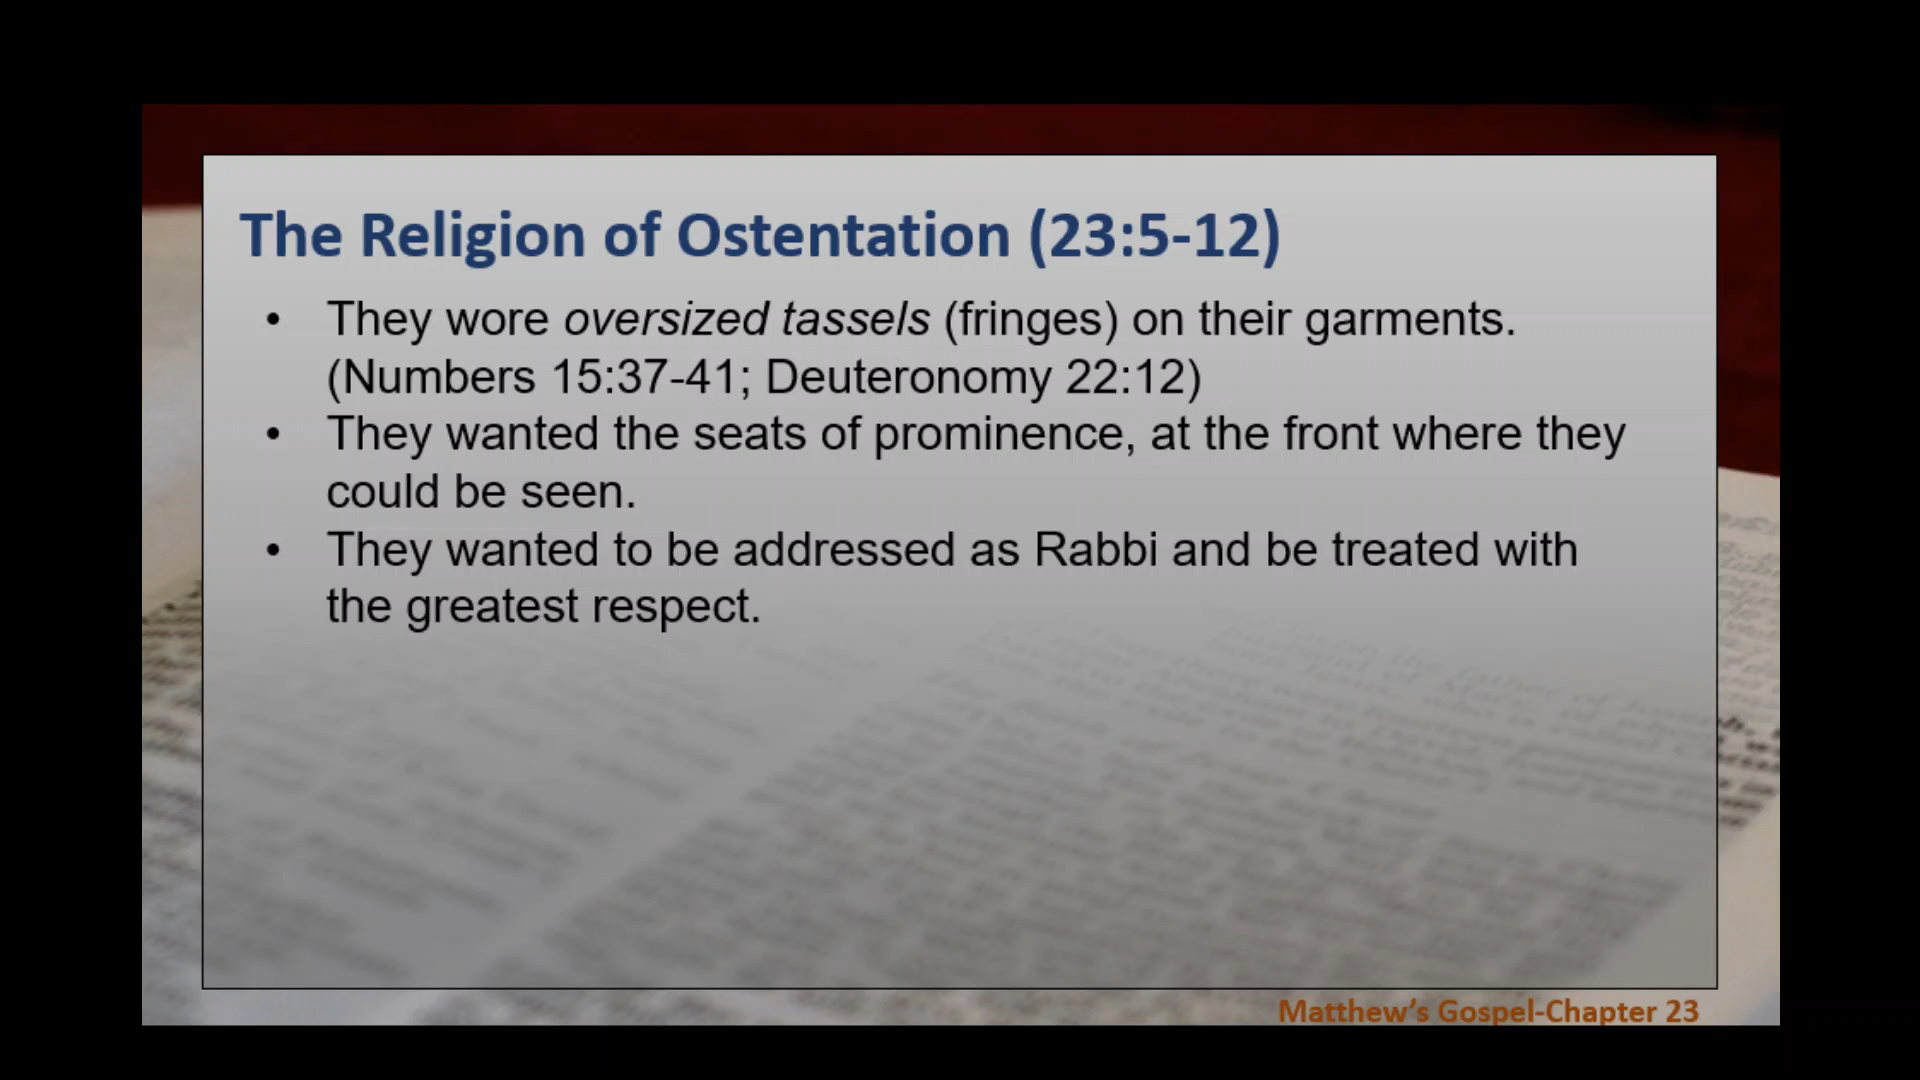 The Religion of Ostentation (23:5-12)
• They wore oversized tassels (fringes) on their garments.
(Numbers 15:37-41; Deuteronomy 22:12)
• They wanted the seats of prominence, at the front where they
could be seen.
• They wanted to be addressed as Rabbi and be treated with
the greatest respect.
Matthew’s Gospel-Chapter 23